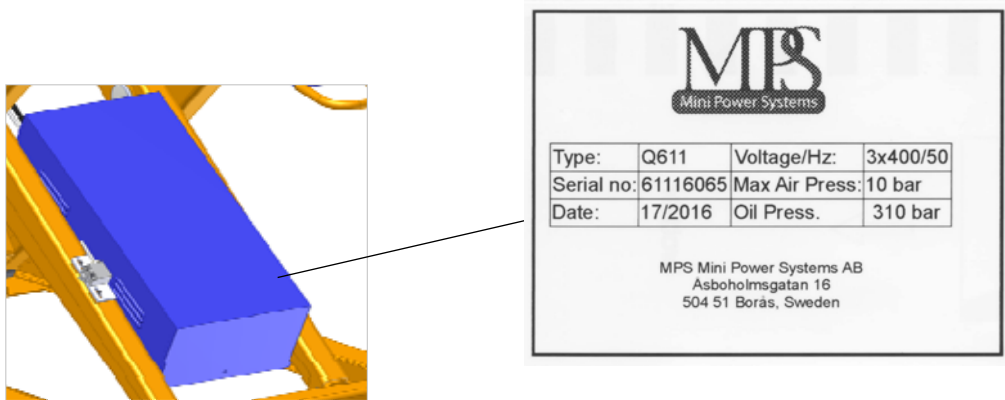 MPS
Mini Power Systems
Type: Q611 Voltage/Hz: 3x400/50
Serial no: 61116065 Max Air Press: 10 bar
Date: 17/2016 Oil Press. 310 bar
MPS Mini Power Systems AB
Asboholmsgatan 16
504 51 Borås, Sweden